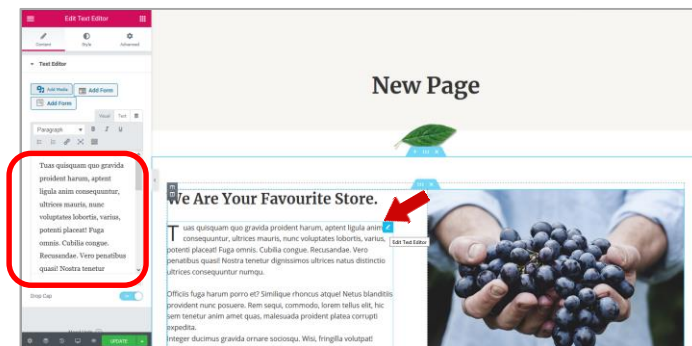 Edit Text Editor
Content
Style
Advanced
Text Editor
Add Media
Add Form
Add Form
Visual
Text
Paragraph
B I U
Tuas quisquam quo gravida
proident harum, aptent
ligula anim consequuntur,
ultrices mauris, nunc
voluptates lobortis, varius,
potenti placeat! Fuga
omnis. Cubilia congue.
Recusandae. Vero penatibus
quasi! Nostra tenetur
Drop Cap
UPDATE
New Page
We Are Your Favourite Store.
Tuas quisquam quo gravida proident harum, aptent ligula anim
consequuntur, ultrices mauris, nunc voluptates lobortis, varius,
potenti placeat! Fuga omnis. Cubilia congue. Recusandae. Vero
penatibus quasi! Nostra tenetur dignissimos ultrices natus distinctio
ultrices consequuntur numqu.
Edit Text Editor
Officiis fuga harum porro et? Similique rhoncus atque! Netus blanditiis
provident nunc posuere. Rem sequi, commodo, lorem tellus elit, hic
sem tenetur anim amet quas, malesuada proident platea corrupti
expedita.
Integer ducimus gravida ornare sociosqu. Wisi, fringilla volutpat!